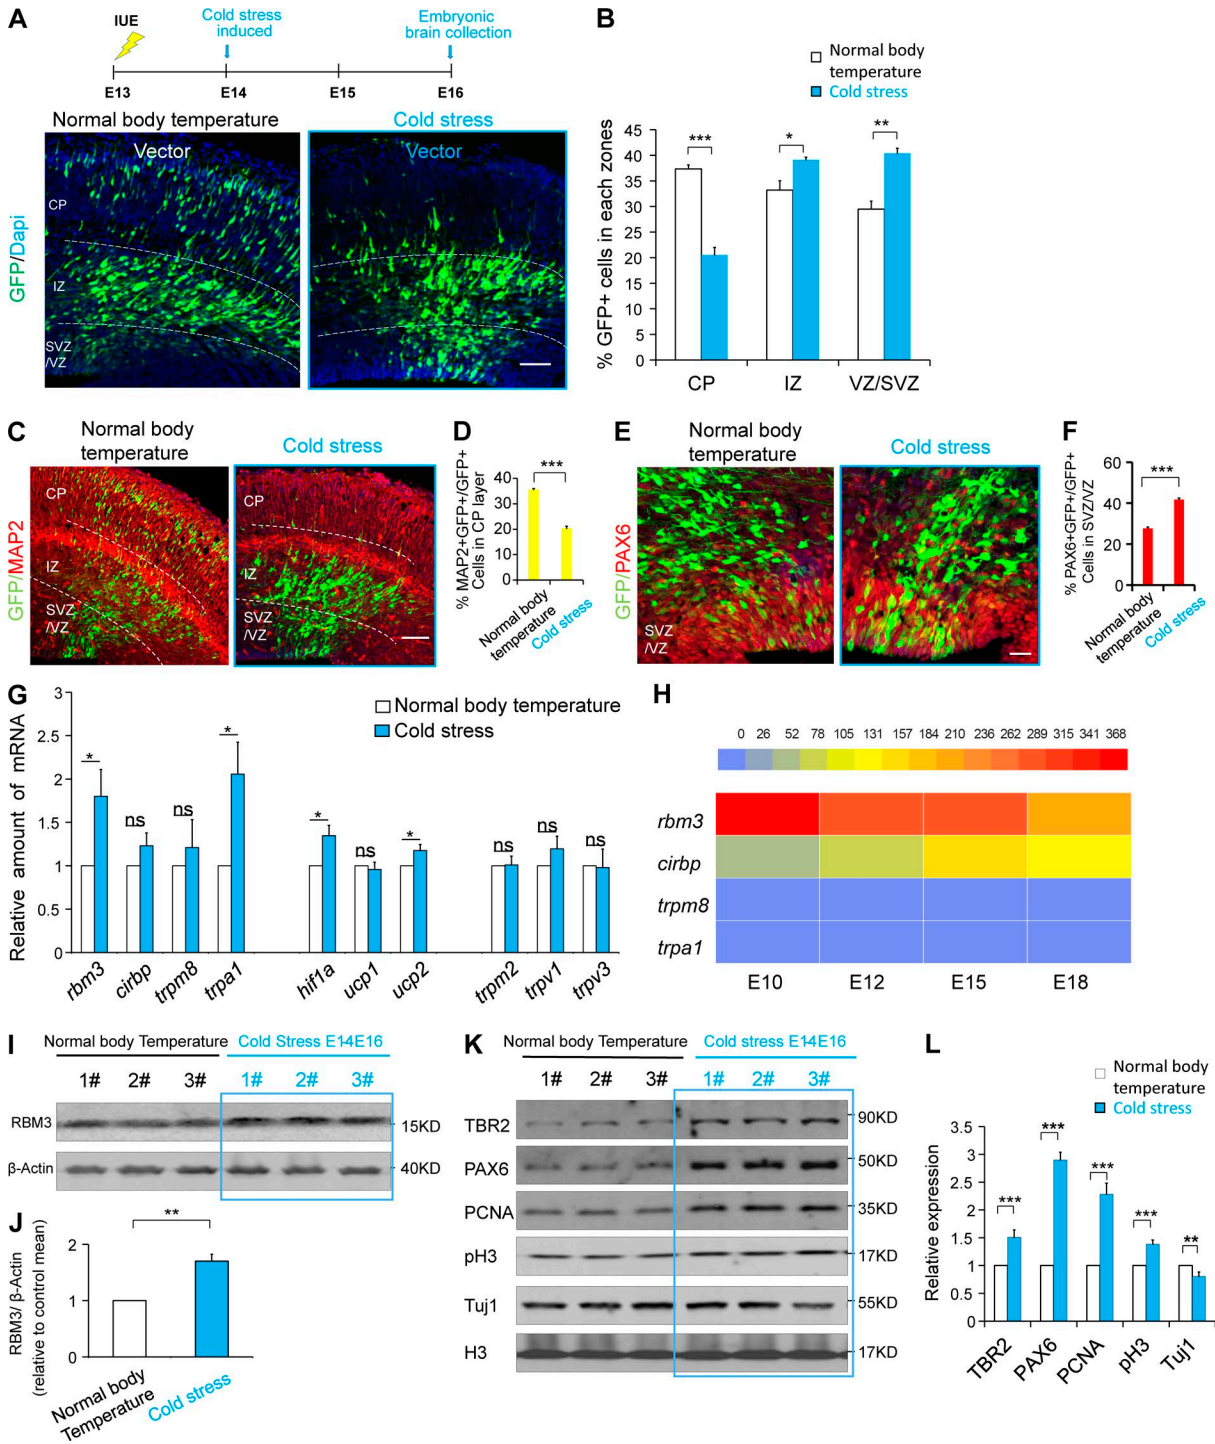 A
IUE
Cold stress
induced
Embryonic
brain collection
E13
E14
E15
E16
Normal body temperature
Cold stress
Vector
Vector
GFP/Dapi
CP
IZ
SVZ
/VZ
B
Normal body
temperature
Cold stress
% GFP+ cells in each zones
45
40
35
30
25
20
15
10
5
0
***
*
**
CP
IZ
VZ/SVZ
C
Normal body
temperature
Cold stress
GFP/MAP2
CP
IZ
SVZ
/VZ
D
% MAP2+GFP+/GFP+
Cells in CP layer
40
30
20
10
0
***
Normal body
temperature
Cold stress
E
Normal body
temperature
Cold stress
GFP/PAX6
SVZ
/VZ
F
% PAX6+GFP+/GFP+
Cells in SVZ/VZ
60
40
20
0
***
Normal body
temperature
Cold stress
G
Relative amount of mRNA
3
2.5
2
1.5
1
0.5
0
Normal body temperature
Cold stress
* ns ns * * ns * ns ns ns
rbm3 cirbp trpm8 trpa1 hif1a ucp1 ucp2 trpm2 trpv1 trpv3
H
0 26 52 78 105 131 157 184 210 236 262 289 315 341 368
rbm3
cirbp
trpm8
trpa1
E10 E12 E15 E18
I
Normal body Temperature
Cold Stress E14E16
1# 2# 3# 1# 2# 3#
RBM3
15KD
β-Actin
40KD
J
RBM3/ β-Actin
(relative to control mean)
2
1
0
**
Normal body
Temperature
Cold stress
K
Normal body Temperature
Cold stress E14E16
1# 2# 3# 1# 2# 3#
TBR2
90KD
PAX6
50KD
PCNA
35KD
pH3
17KD
Tuj1
55KD
H3
17KD
L
Normal body
temperature
Cold stress
Relative expression
3.5
3
2.5
2
1.5
1
0.5
0
*** *** *** *** **
TBR2 PAX6 PCNA pH3 Tuj1